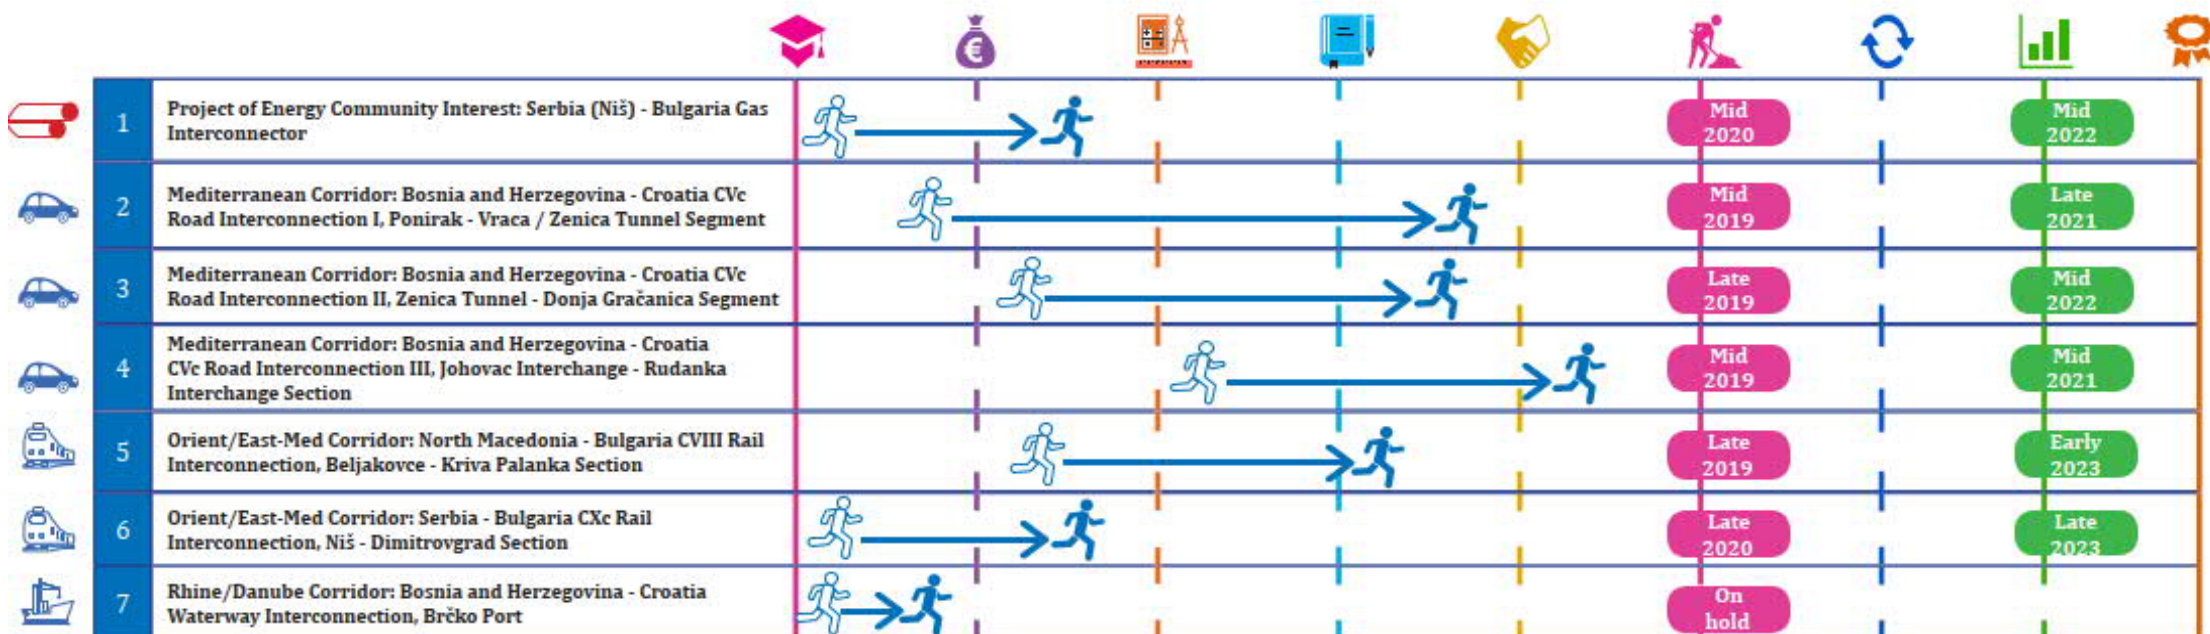 €
1
Project of Energy Community Interest: Serbia (Niš) - Bulgaria Gas
Interconnector
Mid
2020
Mid
2022
2
Mediterranean Corridor: Bosnia and Herzegovina - Croatia CVc
Road Interconnection I, Ponirak - Vraca / Zenica Tunnel Segment
Mid
2019
Late
2021
3
Mediterranean Corridor: Bosnia and Herzegovina - Croatia CVc
Road Interconnection II, Zenica Tunnel - Donja Gračanica Segment
Late
2019
Mid
2022
4
Mediterranean Corridor: Bosnia and Herzegovina - Croatia
CVc Road Interconnection III, Johovac Interchange - Rudanka
Interchange Section
Mid
2019
Mid
2021
5
Orient/East-Med Corridor: North Macedonia - Bulgaria CVIII Rail
Interconnection, Beljakovce - Kriva Palanka Section
Late
2019
Early
2023
6
Orient/East-Med Corridor: Serbia - Bulgaria CXc Rail
Interconnection, Niš - Dimitrovgrad Section
Late
2020
Late
2023
7
Rhine/Danube Corridor: Bosnia and Herzegovina - Croatia
Waterway Interconnection, Brčko Port
On
hold